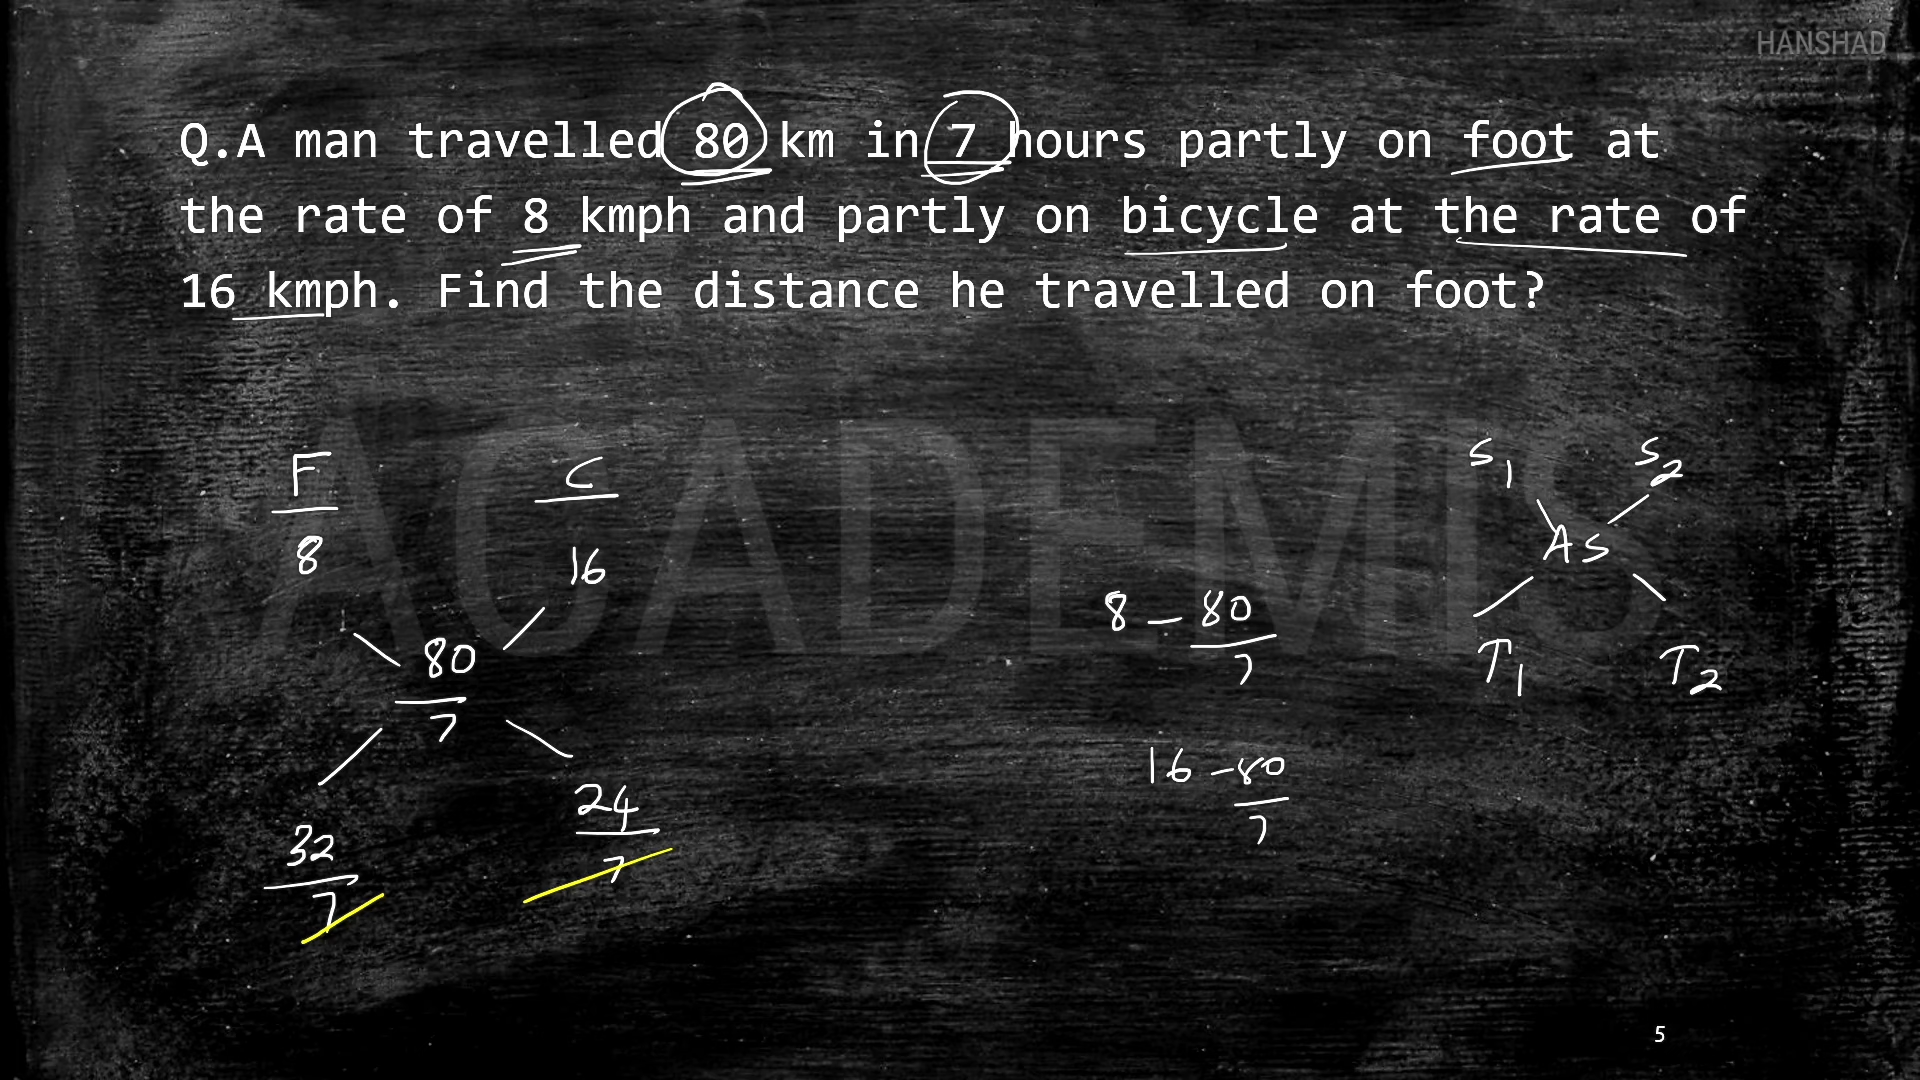 HANSHAD
Q.A man travelled 80 km in 7 hours partly on foot at
the rate of 8 kmph and partly on bicycle at the rate of
16 kmph. Find the distance he travelled on foot?
ACADEMIS
F C
8 16
80
7
32
7
24
7
8 - 80
7
16 - 80
7
S1 S2
AS
T1 T2
5